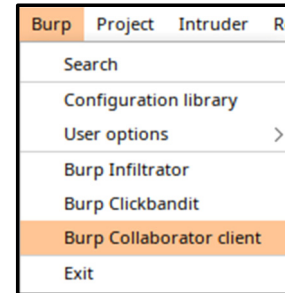 Burp Project Intruder
Search
Configuration library
User options
Burp Infiltrator
Burp Clickbandit
Burp Collaborator client
Exit